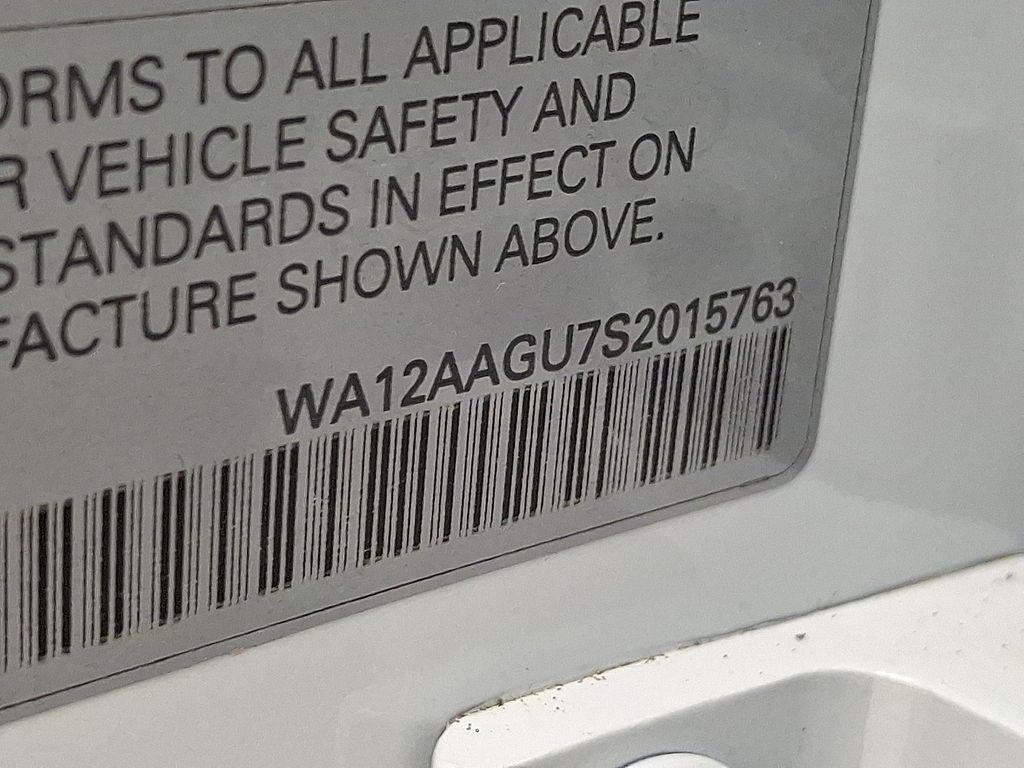 ORMS TO ALL APPLICABLE
R VEHICLE SAFETY AND
STANDARDS IN EFFECT ON
FACTURE SHOWN ABOVE.
WA12AAGU7S2015763